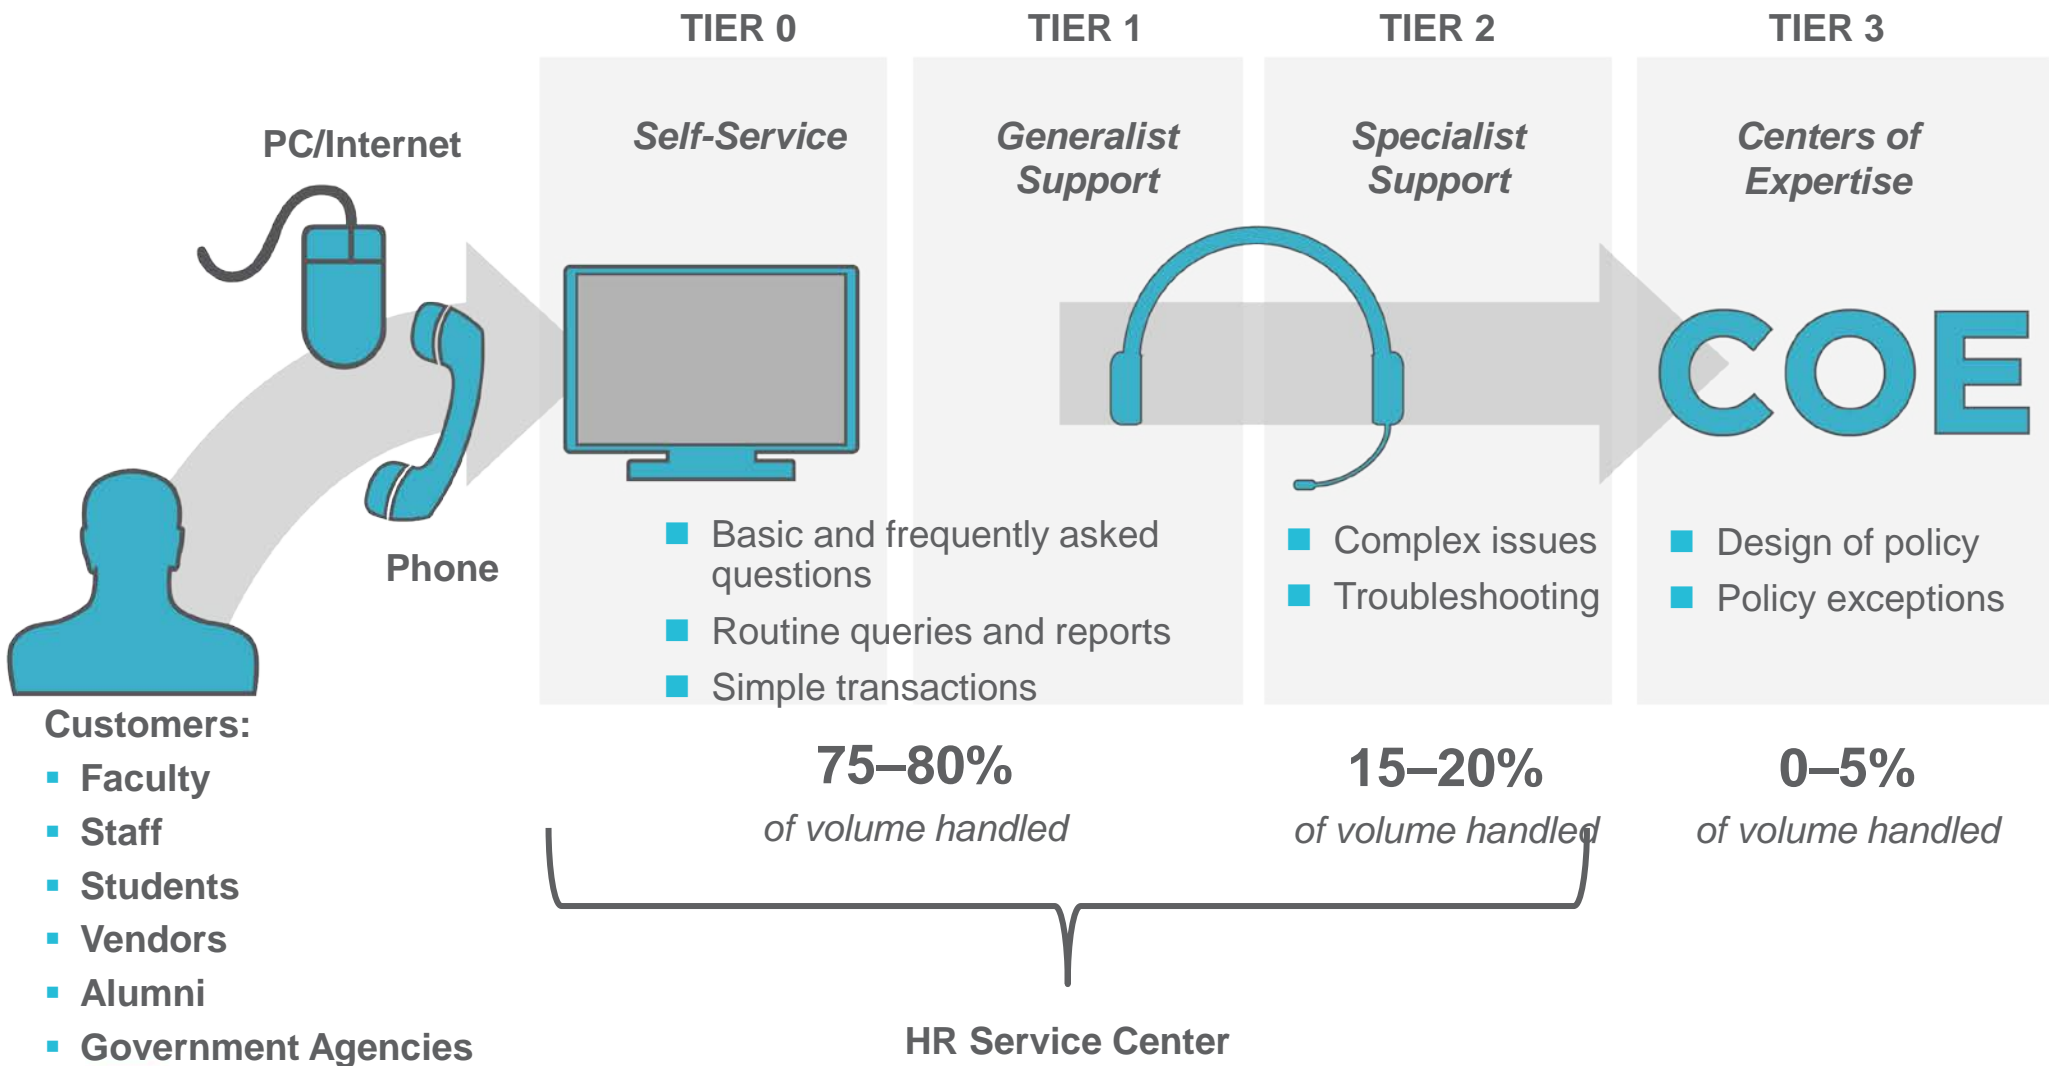 TIER 0
TIER 1
TIER 2
TIER 3
PC/Internet
Self-Service
Generalist
Support
Specialist
Support
Centers of
Expertise
COE
Phone
Basic and frequently asked
questions
Routine queries and reports
Simple transactions
Complex issues
Troubleshooting
Design of policy
Policy exceptions
Customers:
Faculty
Staff
Students
Vendors
Alumni
Government Agencies
75–80%
of volume handled
15–20%
of volume handled
0–5%
of volume handled
HR Service Center